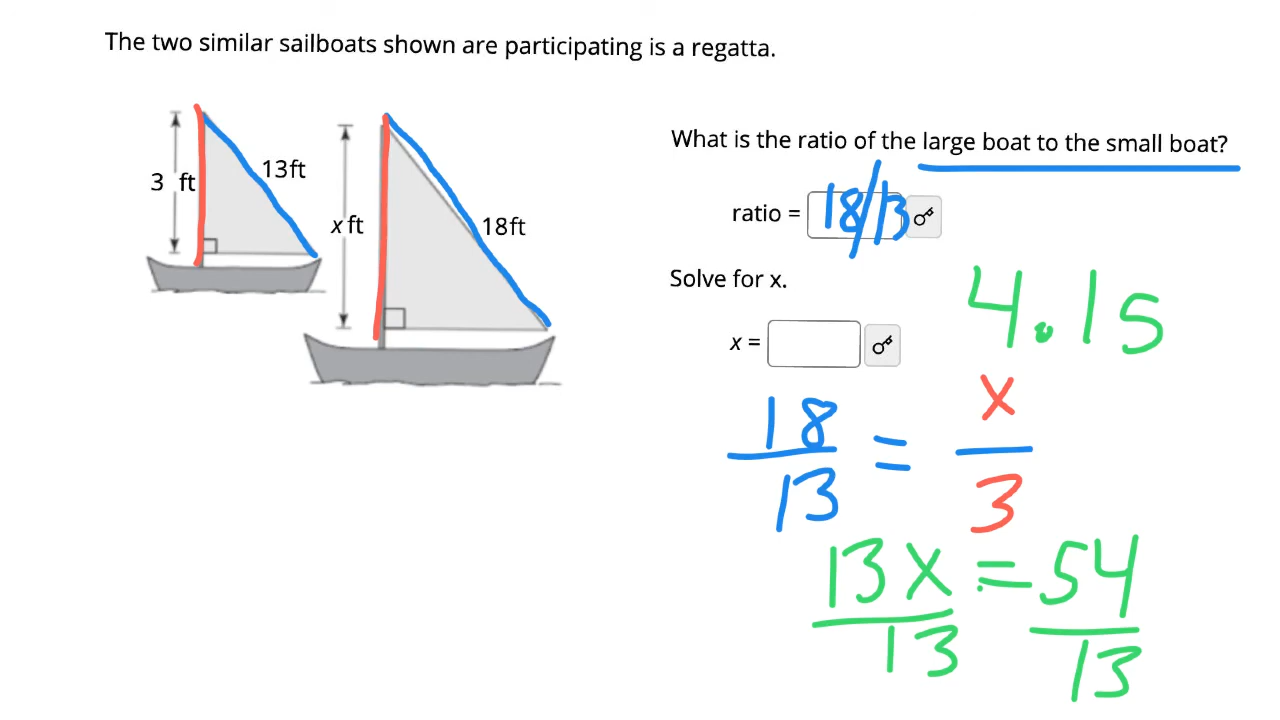 The two similar sailboats shown are participating is a regatta.
3 ft
13ft
x ft
18ft
What is the ratio of the large boat to the small boat?
ratio = 18/13
Solve for x.
x =
4.15
18/13 = x/3
13x/13 = 54/13